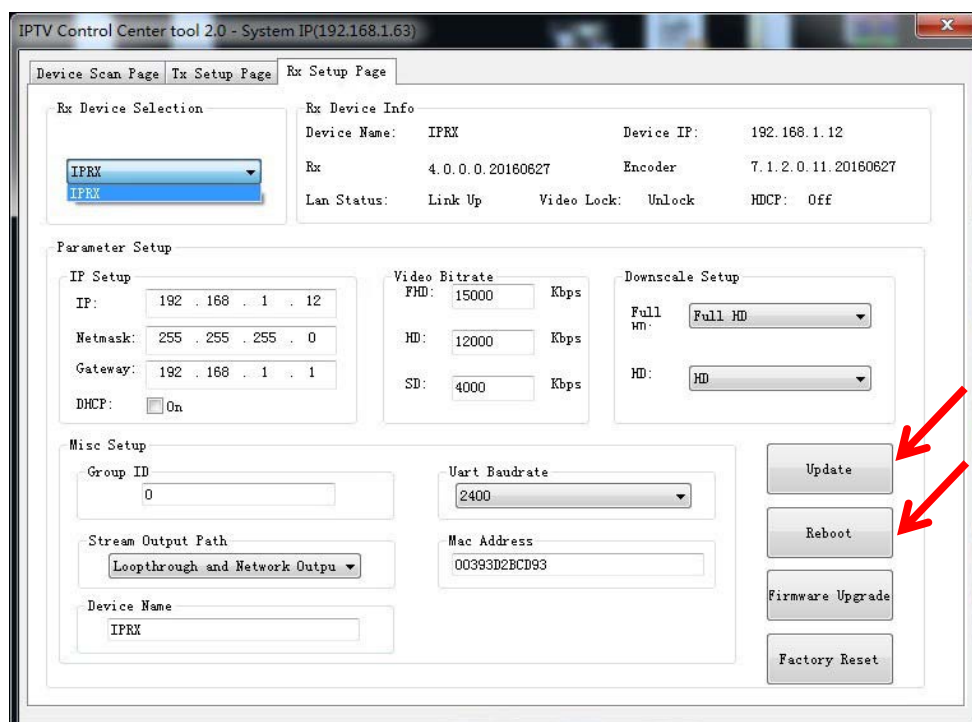 IPTV Control Center tool 2.0 - System IP(192.168.1.63)
Device Scan Page Tx Setup Page Rx Setup Page
Rx Device Selection
IPRX
IPRX
Rx Device Info
Device Name: IPRX Device IP: 192.168.1.12
Rx 4.0.0.0.20160627 Encoder 7.1.2.0.11.20160627
Lan Status: Link Up Video Lock: Unlock HDCP: Off
Parameter Setup
IP Setup
IP: 192 . 168 . 1 . 12
Netmask: 255 . 255 . 255 . 0
Gateway: 192 . 168 . 1 . 1
DHCP: On
Video Bitrate
FHD: 15000 Kbps
HD: 12000 Kbps
SD: 4000 Kbps
Downscale Setup
Full HD: Full HD
HD: HD
Misc Setup
Group ID
0
Uart Baudrate
2400
Stream Output Path
Loopthrough and Network Outpu
Mac Address
00393D2BCD93
Device Name
IPRX
Update
Reboot
Firmware Upgrade
Factory Reset